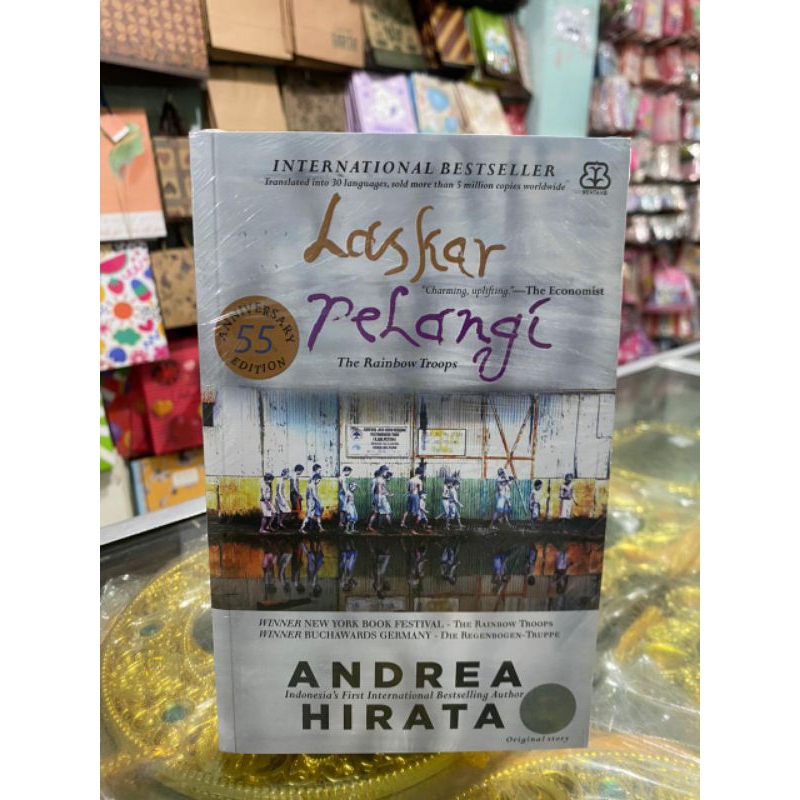 INTERNATIONAL BESTSELLER
Translated into 30 languages, sold more than 5 million copies worldwide
BENTANG
Laskar
"Charming, uplifting."—The Economist
Pelangi
ANNIVERSARY
55
EDITION
The Rainbow Troops
WINNER NEW YORK BOOK FESTIVAL - THE RAINBOW TROOPS
WINNER BUCHAWARDS GERMANY - DIE REGENBOGEN-TRUPPE
ANDREA
Indonesia's First International Bestselling Author
HIRATA
Original story